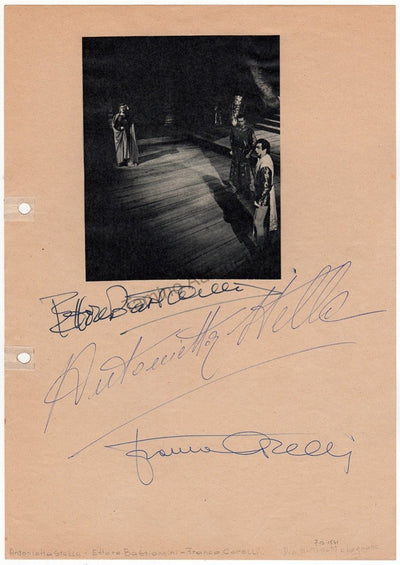 Ettore Bastianini
Antonietta Stella
Franco Corelli
Antonietta Stella - Ettore Bastianini - Franco Corelli